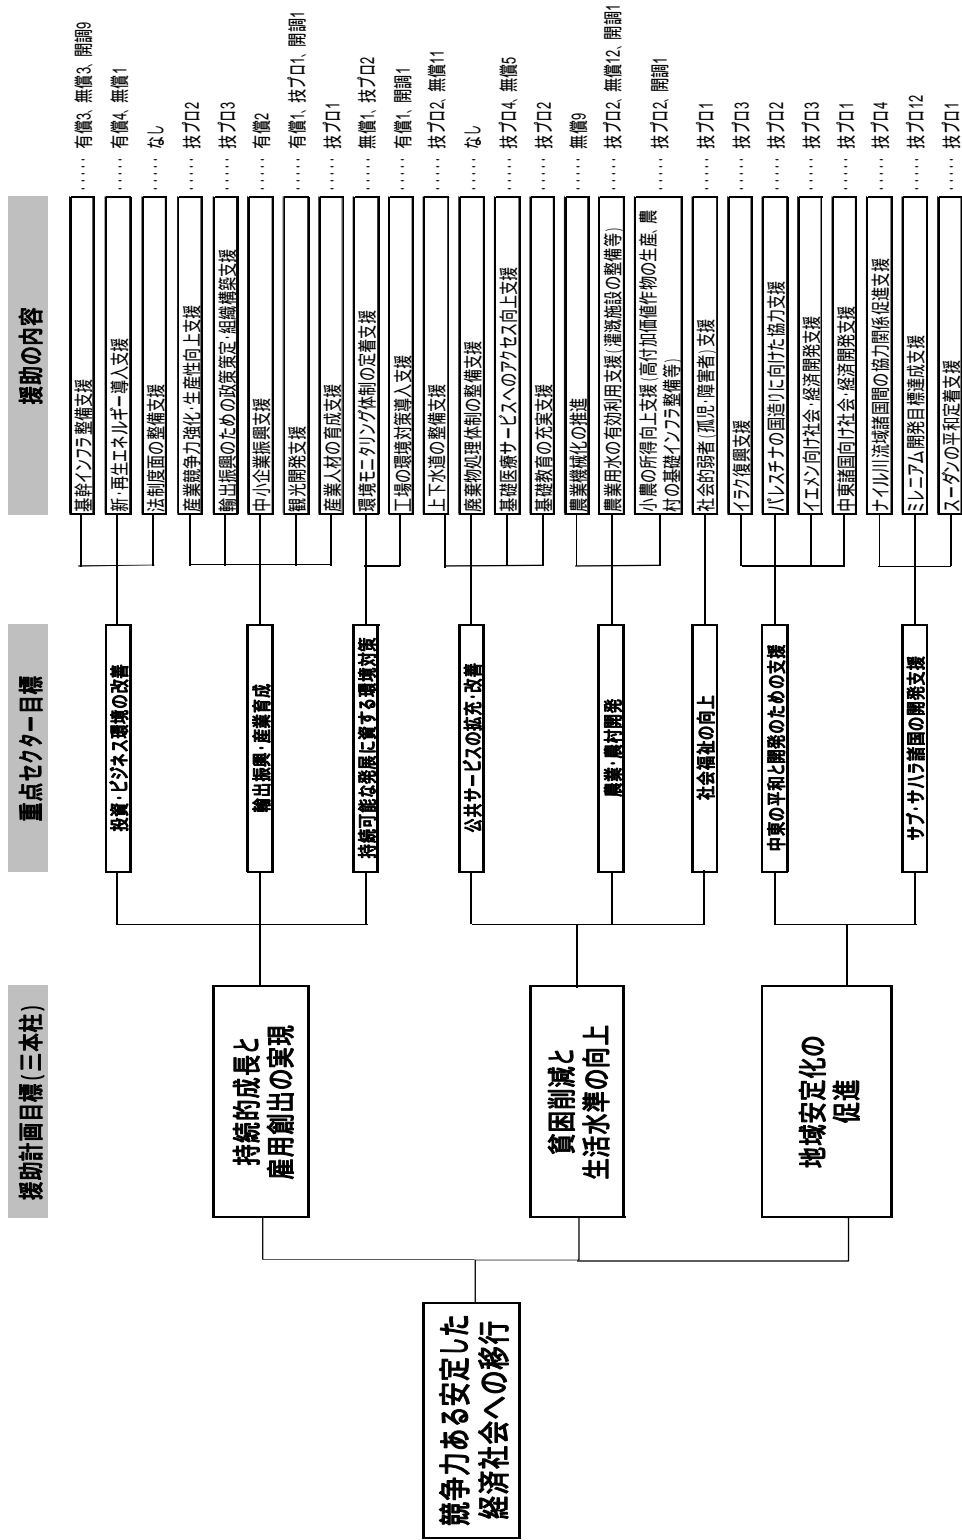 援助計画目標(三本柱)
重点セクター目標
援助の内容
競争力ある安定した
経済社会への移行
持続的成長と
雇用創出の実現
貧困削減と
生活水準の向上
地域安定化の
促進
投資・ビジネス環境の改善
輸出振興・産業育成
持続可能な発展に資する環境対策
公共サービスの拡充・改善
農業・農村開発
社会福祉の向上
中東の平和と開発のための支援
サブ・サハラ諸国の開発支援
基幹インフラ整備支援 ‥‥‥ 有償3、無償3、開調9
新・再生エネルギー導入支援 ‥‥‥ 有償4、無償1
法制度面の整備支援 ‥‥‥ なし
産業競争力強化・生産性向上支援 ‥‥‥ 技プロ2
輸出振興のための政策策定・組織構築支援 ‥‥‥ 技プロ3
中小企業振興支援 ‥‥‥ 有償2
観光開発支援 ‥‥‥ 有償1、技プロ1、開調1
産業人材の育成支援 ‥‥‥ 技プロ1
環境モニタリング体制の定着支援 ‥‥‥ 無償1、技プロ2
工場の環境対策導入支援 ‥‥‥ 有償1、開調1
上下水道の整備支援 ‥‥‥ 技プロ2、無償11
廃棄物処理体制の整備支援 ‥‥‥ なし
基礎医療サービスへのアクセス向上支援 ‥‥‥ 技プロ4、無償5
基礎教育の充実支援 ‥‥‥ 技プロ2
農業機械化の推進 ‥‥‥ 無償9
農業用水の有効利用支援(灌漑施設の整備等) ‥‥‥ 技プロ2、無償12、開調1
小農の所得向上支援(高付加価値作物の生産、農
村の基礎インフラ整備等) ‥‥‥ 技プロ2、開調1
社会的弱者(孤児・障害者)支援 ‥‥‥ 技プロ1
イラク復興支援 ‥‥‥ 技プロ3
パレスチナの国造りに向けた協力支援 ‥‥‥ 技プロ2
イエメン向け社会・経済開発支援 ‥‥‥ 技プロ3
中東諸国向け社会・経済開発支援 ‥‥‥ 技プロ1
ナイル川流域諸国間の協力関係促進支援 ‥‥‥ 技プロ4
ミレニアム開発目標達成支援 ‥‥‥ 技プロ12
スーダンの平和定着支援 ‥‥‥ 技プロ1